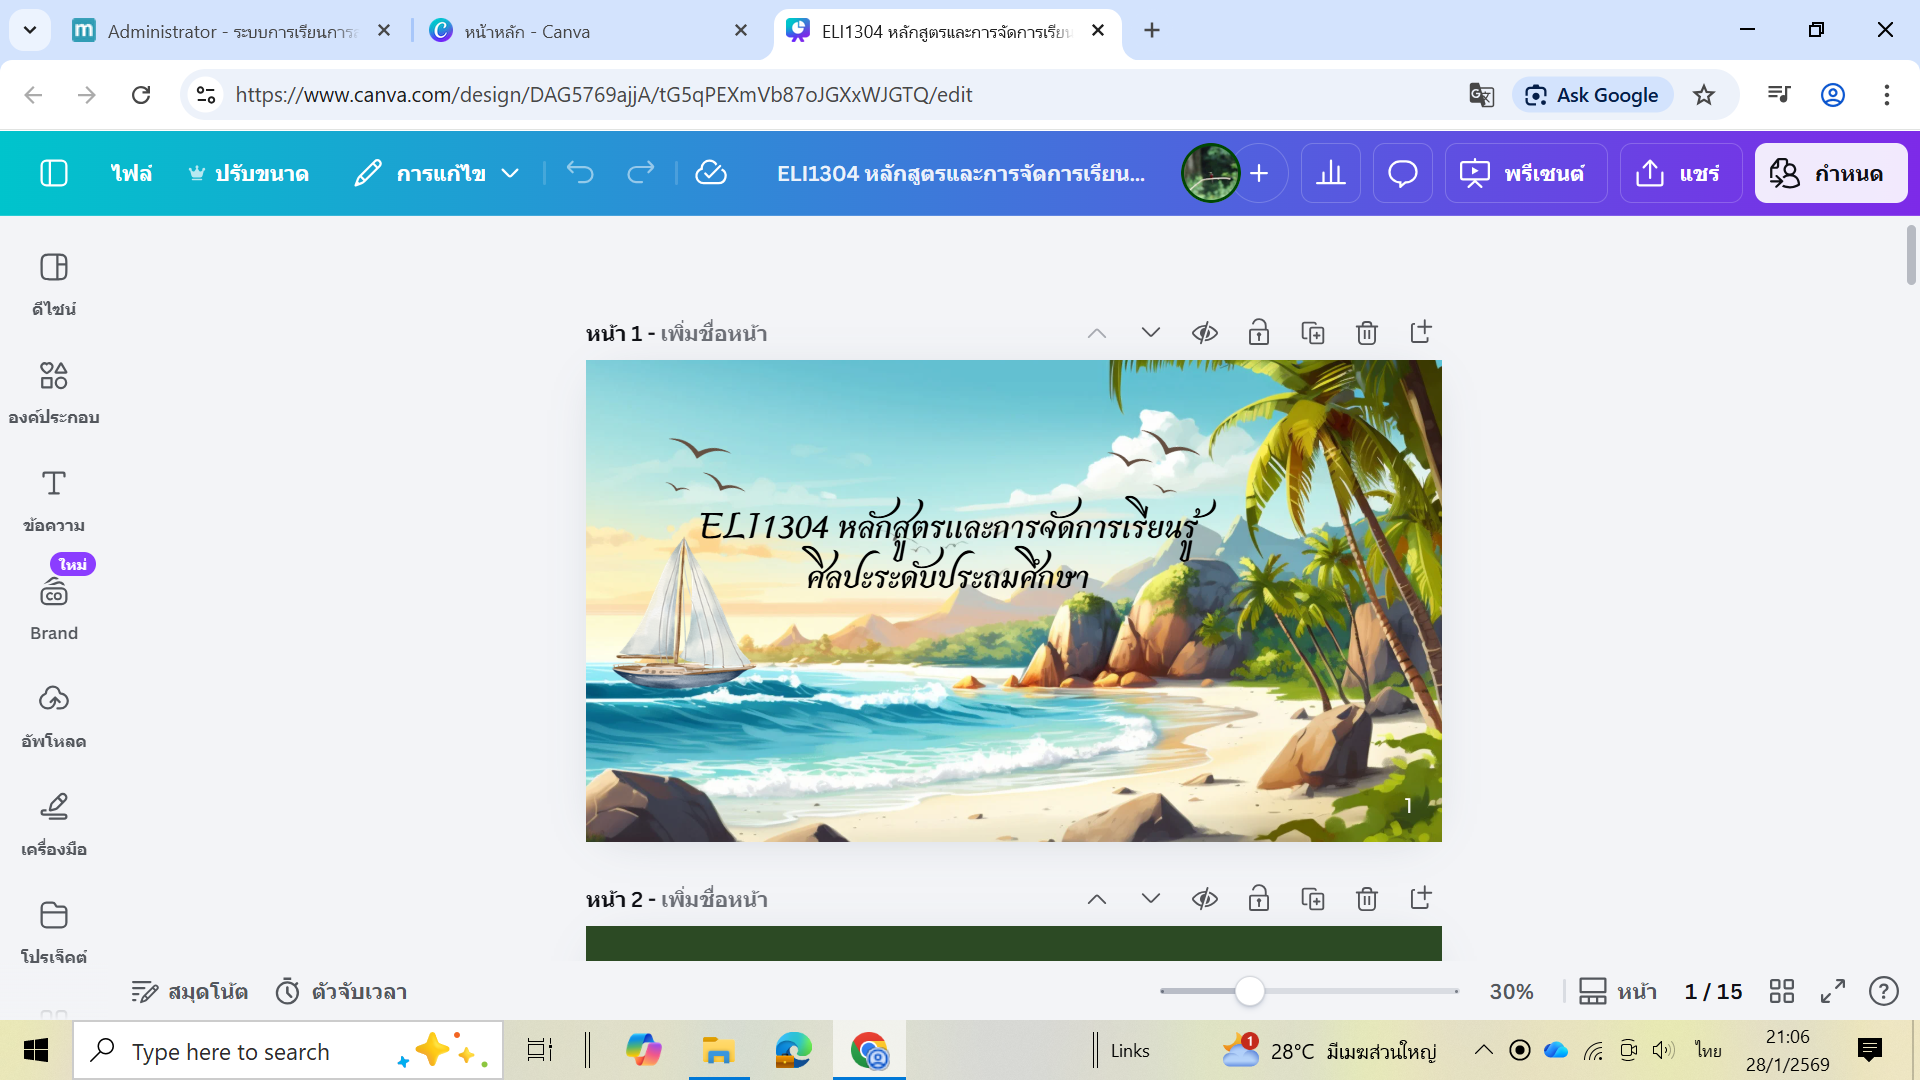 Administrator - ระบบการเรียนการส
หน้าหลัก - Canva
ELI1304 หลักสูตรและการจัดการเรียน
https://www.canva.com/design/DAG5769ajjA/tG5qPEXmVb87oJGXxWJGTQ/edit
Ask Google
ไฟล์
ปรับขนาด
การแก้ไข
ELI1304 หลักสูตรและการจัดการเรียน...
พรีเซนต์
แชร์
กำหนด
ดีไซน์
องค์ประกอบ
ข้อความ
ใหม่
Brand
อัพโหลด
เครื่องมือ
โปรเจ็คต์
หน้า 1 - เพิ่มชื่อหน้า
ELI1304 หลักสูตรและการจัดการเรียนรู้
ศิลปะระดับประถมศึกษา
1
หน้า 2 - เพิ่มชื่อหน้า
สมุดโน้ต
ตัวจับเวลา
30%
หน้า
1 / 15
Type here to search
Links
1
28°C มีเมฆส่วนใหญ่
ไทย
21:06
28/1/2569